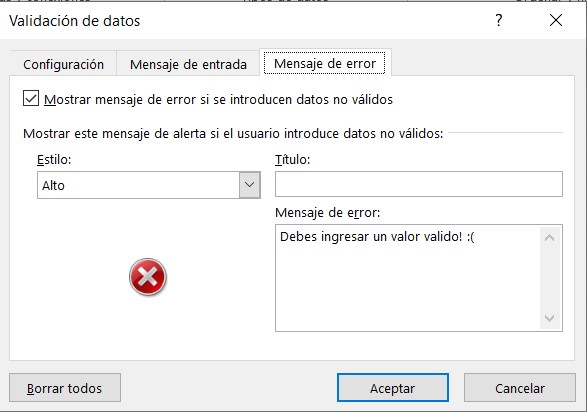 Validación de datos ? ×
Configuración Mensaje de entrada Mensaje de error
Mostrar mensaje de error si se introducen datos no válidos
Mostrar este mensaje de alerta si el usuario introduce datos no válidos:
Estilo: Título:
Alto
Mensaje de error:
Debes ingresar un valor valido! :(
Borrar todos Aceptar Cancelar